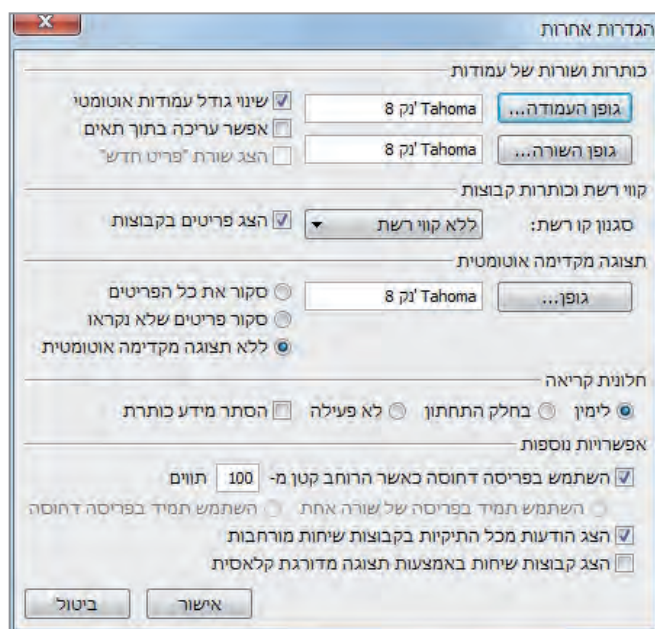 הגדרות אחרות
כותרות ושורות של עמודות
גופן העמודה... 8 נק' Tahoma שינוי גודל עמודות אוטומטי
אפשר עריכה בתוך תאים
גופן השורה... 8 נק' Tahoma הצג שורת "פריט חדש"
קווי רשת וכותרות קבוצות
סגנון קו רשת: ללא קווי רשת הצג פריטים בקבוצות
תצוגה מקדימה אוטומטית
גופן... 8 נק' Tahoma סקור את כל הפריטים
סקור פריטים שלא נקראו
ללא תצוגה מקדימה אוטומטית
חלונית קריאה
לימין בחלק התחתון לא פעילה הסתר מידע כותרת
אפשרויות נוספות
השתמש בפריסה דחוסה כאשר הרוחב קטן מ- 100 תווים
השתמש תמיד בפריסה של שורה אחת השתמש תמיד בפריסה דחוסה
הצג הודעות מכל התיקיות בקבוצות שיחות מורחבות
הצג קבוצות שיחות באמצעות תצוגה מדורגת קלאסית
אישור ביטול